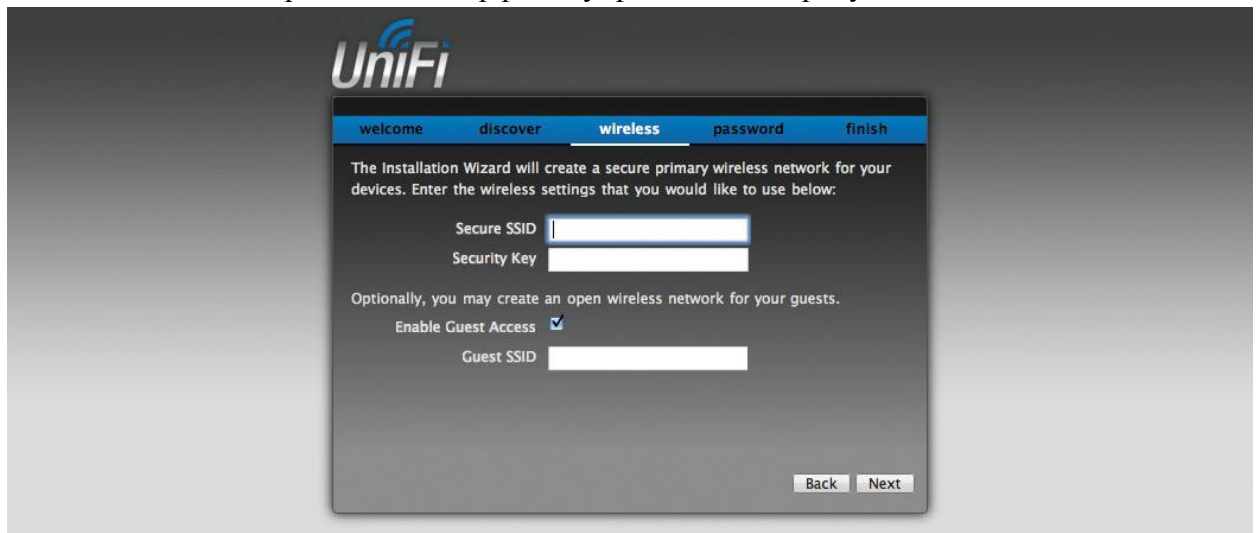 UniFi
welcome discover wireless password finish
The Installation Wizard will create a secure primary wireless network for your
devices. Enter the wireless settings that you would like to use below:
Secure SSID
Security Key
Optionally, you may create an open wireless network for your guests.
Enable Guest Access
Guest SSID
Back Next